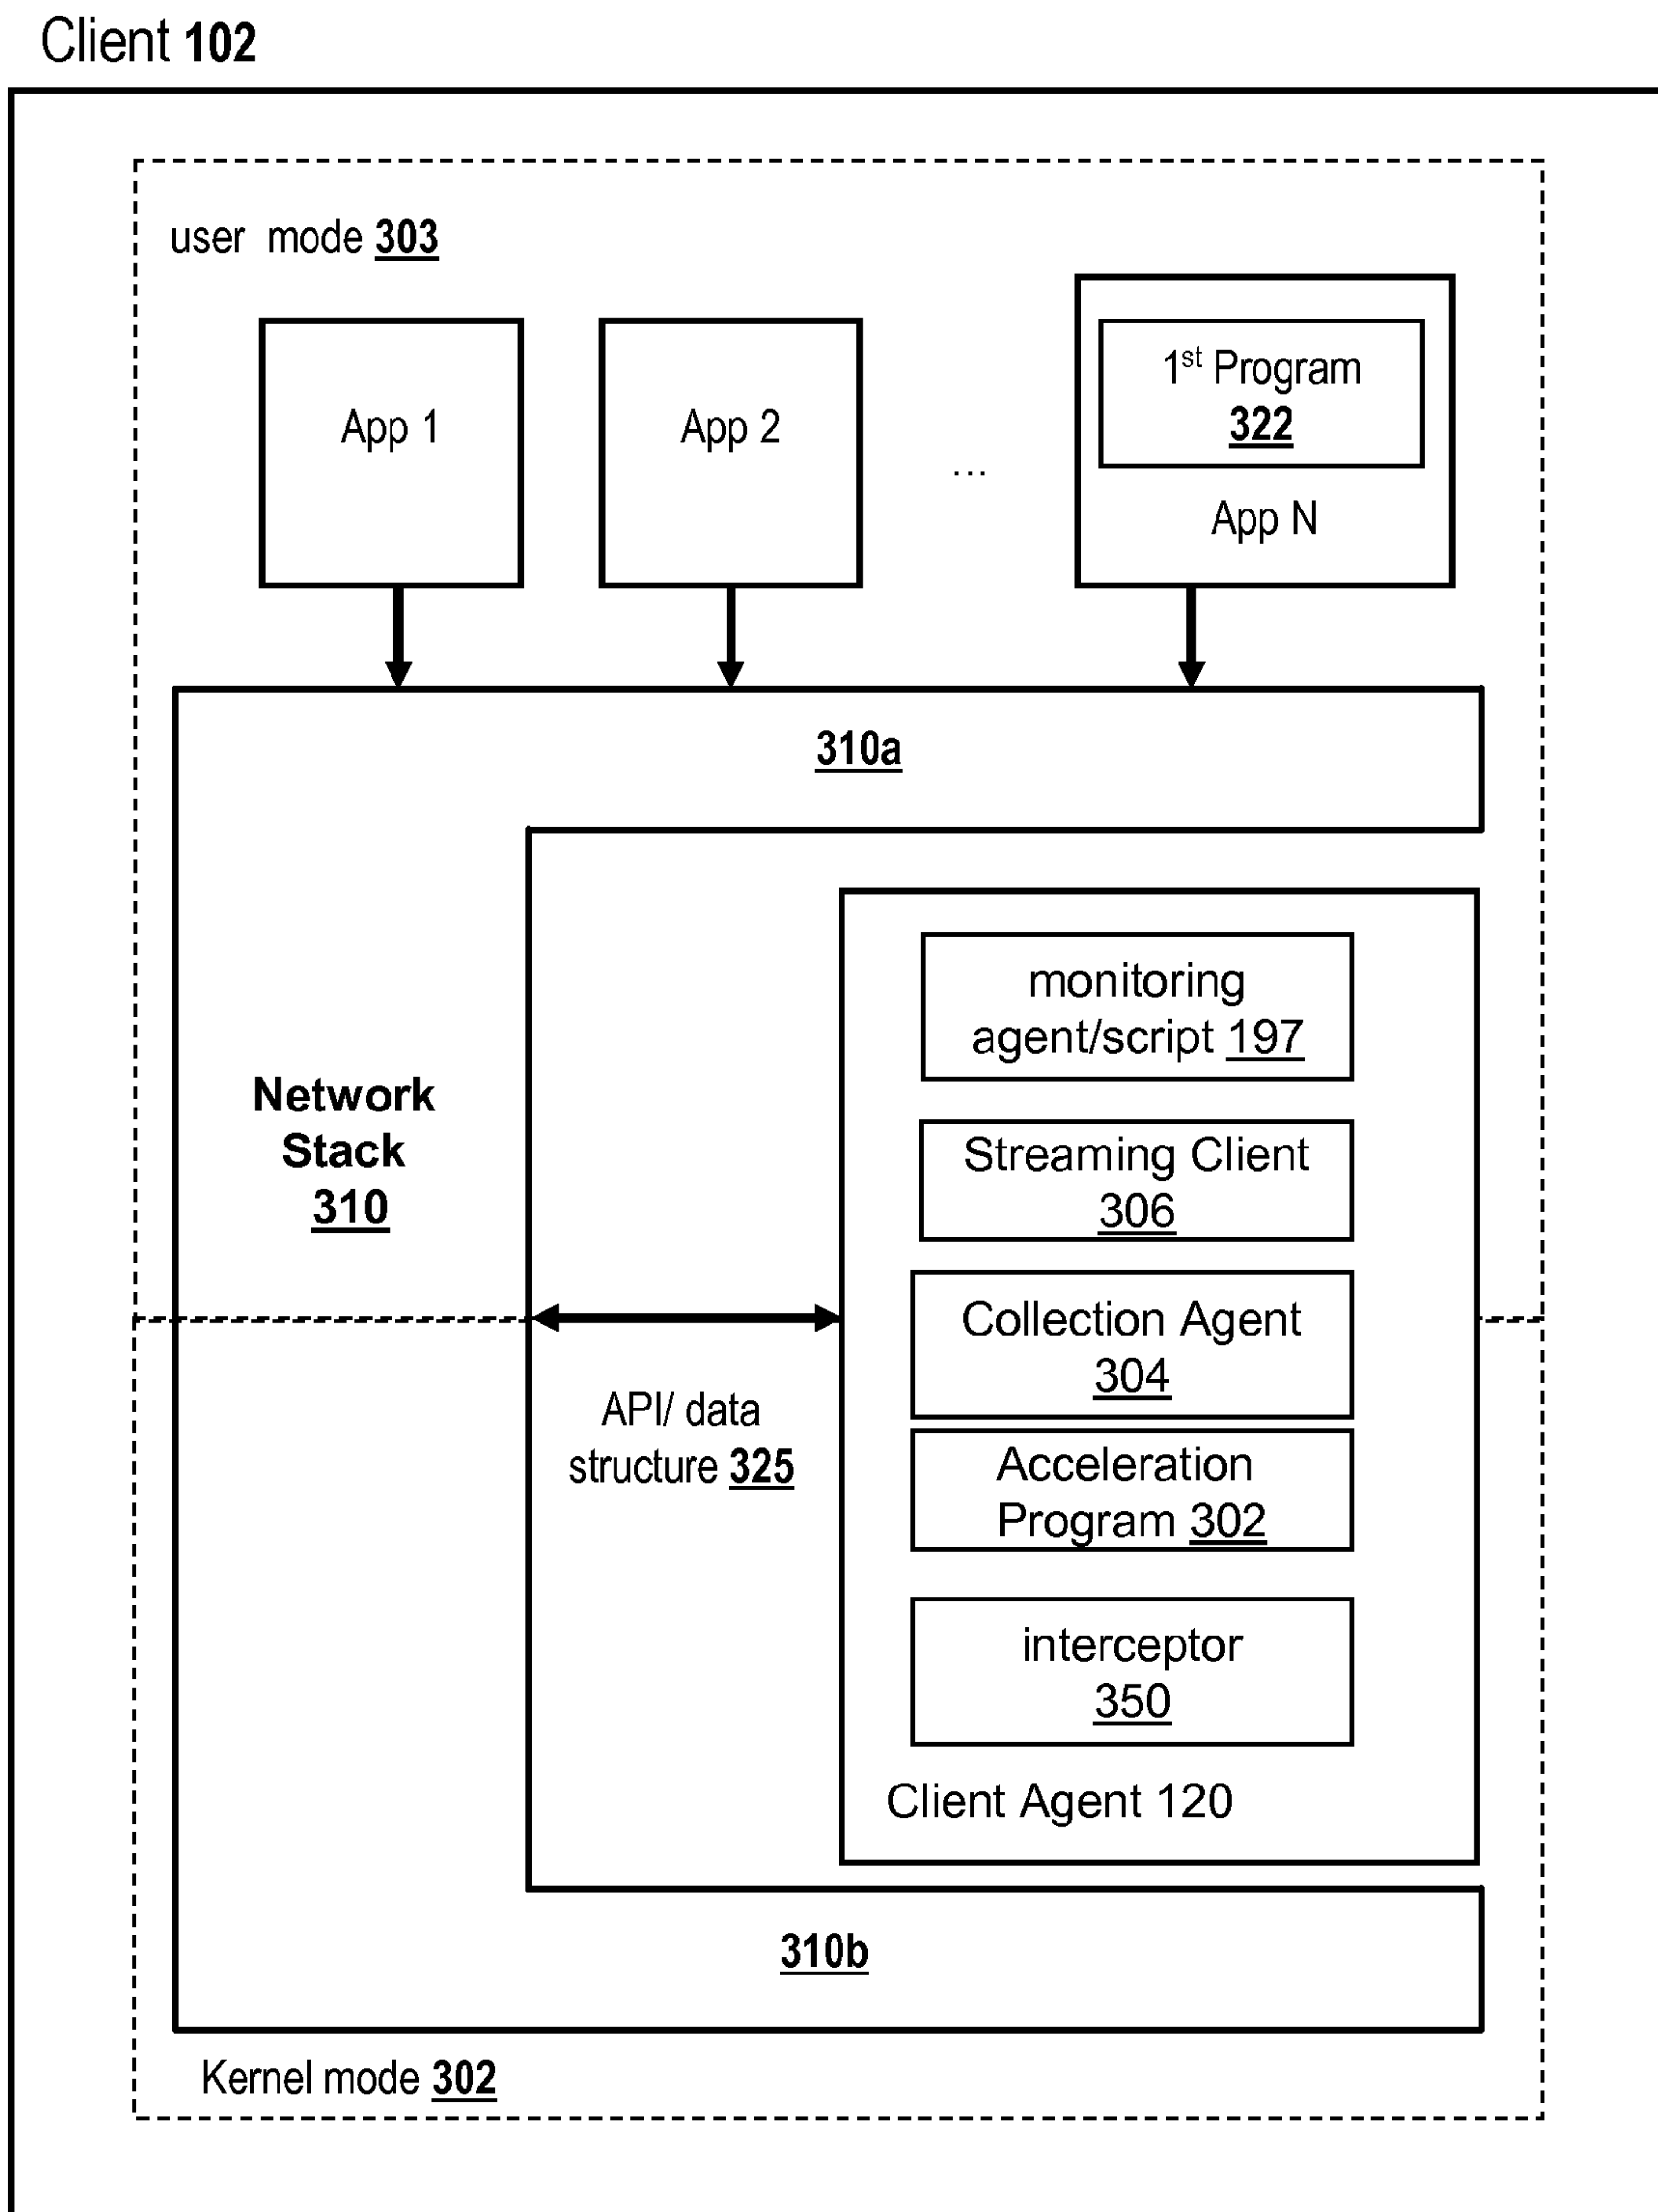 Client 102
user mode 303
App 1
App 2
...
1st Program
322
App N
310a
Network
Stack
310
monitoring
agent/script 197
Streaming Client
306
Collection Agent
304
API/ data
structure 325
Acceleration
Program 302
interceptor
350
Client Agent 120
310b
Kernel mode 302